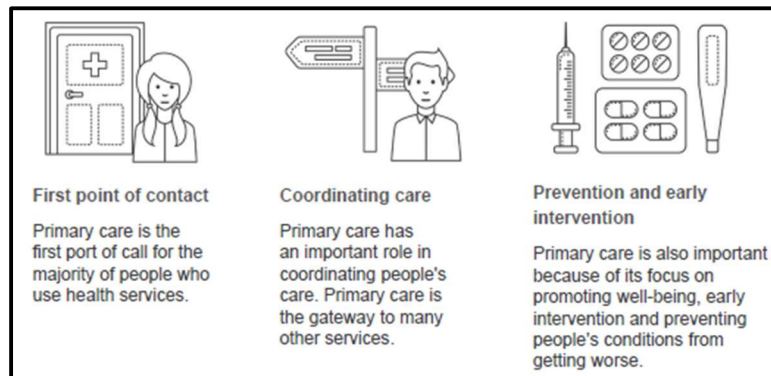 First point of contact
Primary care is the
first port of call for the
majority of people who
use health services.
Coordinating care
Primary care has
an important role in
coordinating people's
care. Primary care is
the gateway to many
other services.
Prevention and early
intervention
Primary care is also important
because of its focus on
promoting well-being, early
intervention and preventing
people's conditions from
getting worse.